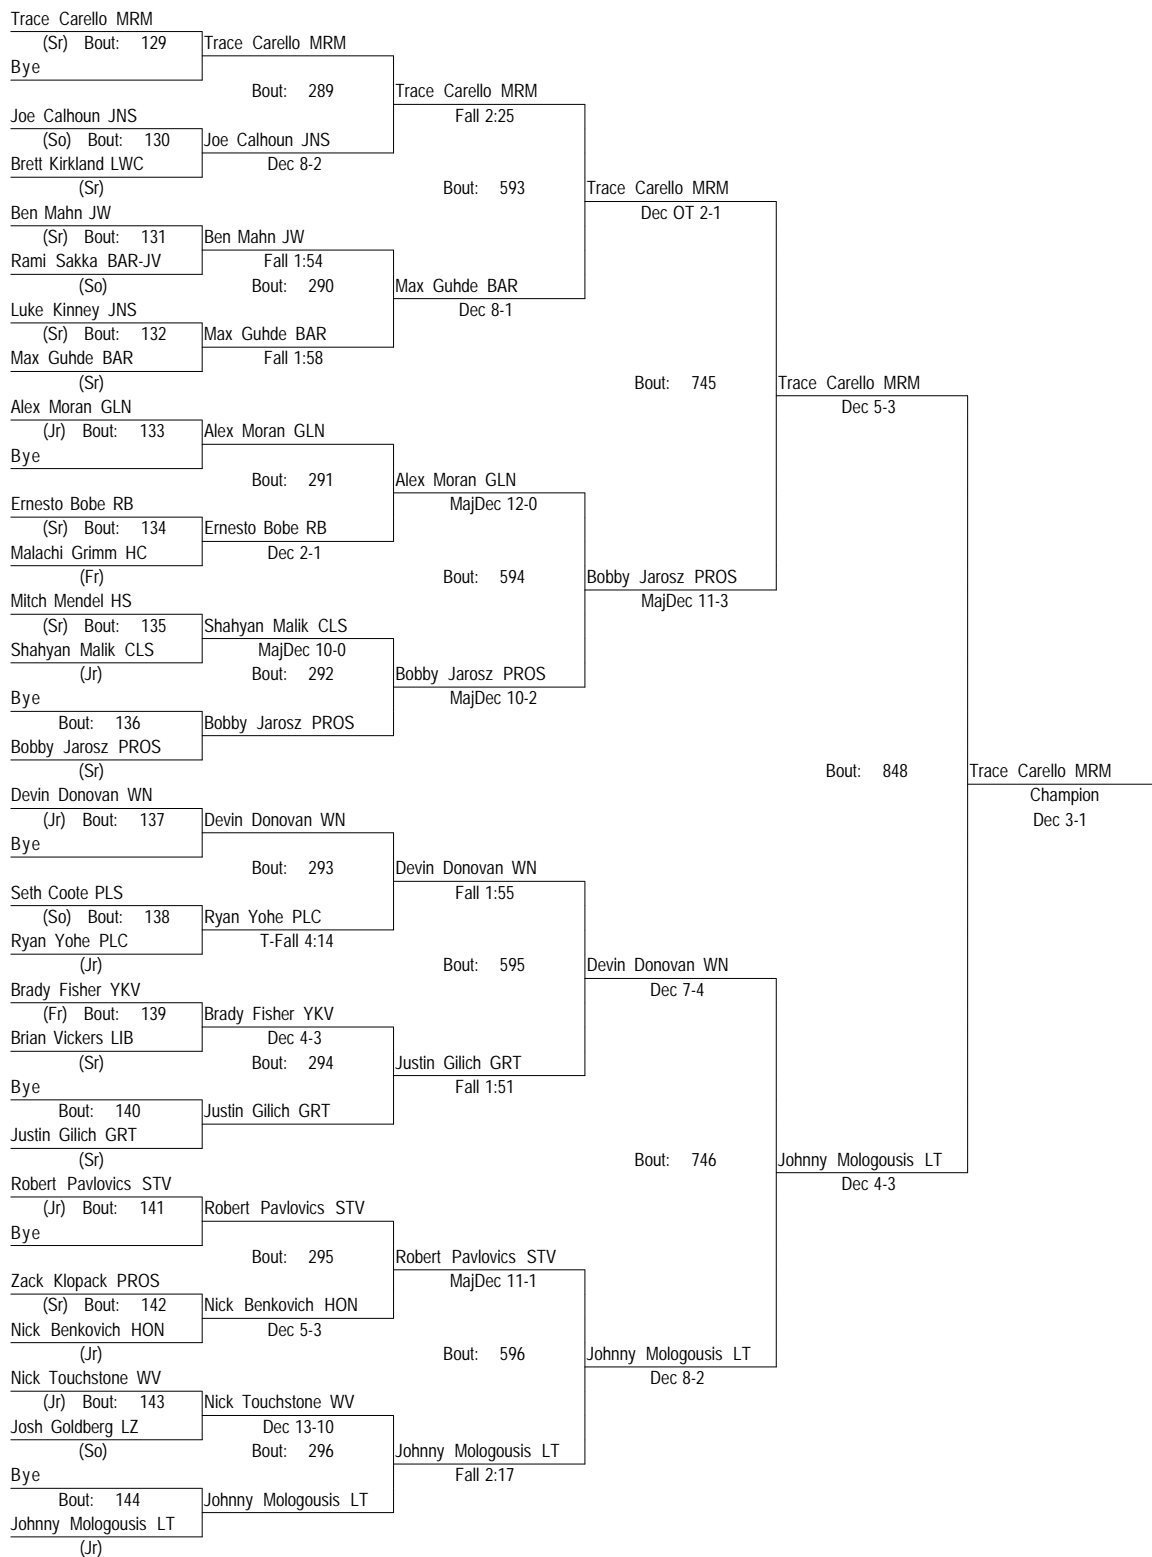 Trace Carello MRM
(Sr) Bout: 129 Trace Carello MRM
Bye
Bout: 289 Trace Carello MRM
Joe Calhoun JNS Fall 2:25
(So) Bout: 130 Joe Calhoun JNS
Brett Kirkland LWC Dec 8-2
(Sr) Bout: 593 Trace Carello MRM
Ben Mahn JW Dec OT 2-1
(Sr) Bout: 131 Ben Mahn JW
Rami Sakka BAR-JV Fall 1:54
(So) Bout: 290 Max Guhde BAR
Luke Kinney JNS Dec 8-1
(Sr) Bout: 132 Max Guhde BAR
Max Guhde BAR Fall 1:58
(Sr) Bout: 745 Trace Carello MRM
Alex Moran GLN Dec 5-3
(Jr) Bout: 133 Alex Moran GLN
Bye
Bout: 291 Alex Moran GLN
Ernesto Bobe RB MajDec 12-0
(Sr) Bout: 134 Ernesto Bobe RB
Malachi Grimm HC Dec 2-1
(Fr) Bout: 594 Bobby Jarosz PROS
Mitch Mendel HS MajDec 11-3
(Sr) Bout: 135 Shahyan Malik CLS
Shahyan Malik CLS MajDec 10-0
(Jr) Bout: 292 Bobby Jarosz PROS
Bye MajDec 10-2
Bout: 136 Bobby Jarosz PROS
Bobby Jarosz PROS
(Sr) Bout: 848 Trace Carello MRM
Devin Donovan WN Champion
(Jr) Bout: 137 Devin Donovan WN Dec 3-1
Bye
Bout: 293 Devin Donovan WN
Seth Coote PLS Fall 1:55
(So) Bout: 138 Ryan Yohe PLC
Ryan Yohe PLC T-Fall 4:14
(Jr) Bout: 595 Devin Donovan WN
Brady Fisher YKV Dec 7-4
(Fr) Bout: 139 Brady Fisher YKV
Brian Vickers LIB Dec 4-3
(Sr) Bout: 294 Justin Gilich GRT
Bye Fall 1:51
Bout: 140 Justin Gilich GRT
Justin Gilich GRT
(Sr) Bout: 746 Johnny Mologousis LT
Robert Pavlovics STV Dec 4-3
(Jr) Bout: 141 Robert Pavlovics STV
Bye
Bout: 295 Robert Pavlovics STV
Zack Klopack PROS MajDec 11-1
(Sr) Bout: 142 Nick Benkovich HON
Nick Benkovich HON Dec 5-3
(Jr) Bout: 596 Johnny Mologousis LT
Nick Touchstone WV Dec 8-2
(Jr) Bout: 143 Nick Touchstone WV
Josh Goldberg LZ Dec 13-10
(So) Bout: 296 Johnny Mologousis LT
Bye Fall 2:17
Bout: 144 Johnny Mologousis LT
Johnny Mologousis LT
(Jr)